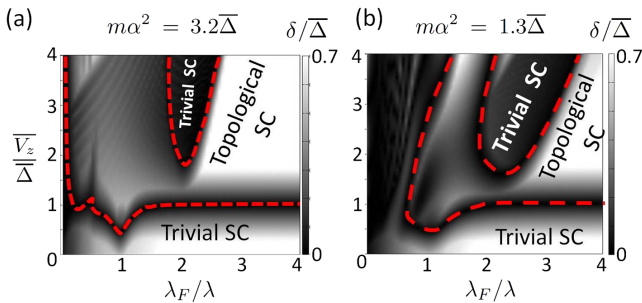 (a) mα² = 3.2Δ̅ δ/Δ̅
0.7
0
4
3
2
1
0
V̅z̅/Δ̅
Trivial SC
Topological SC
Trivial SC
1 2 3 4
λF/λ
(b) mα² = 1.3Δ̅ δ/Δ̅
0.7
0
4
3
2
1
0
Trivial SC
Topological SC
Trivial SC
1 2 3 4
λF/λ